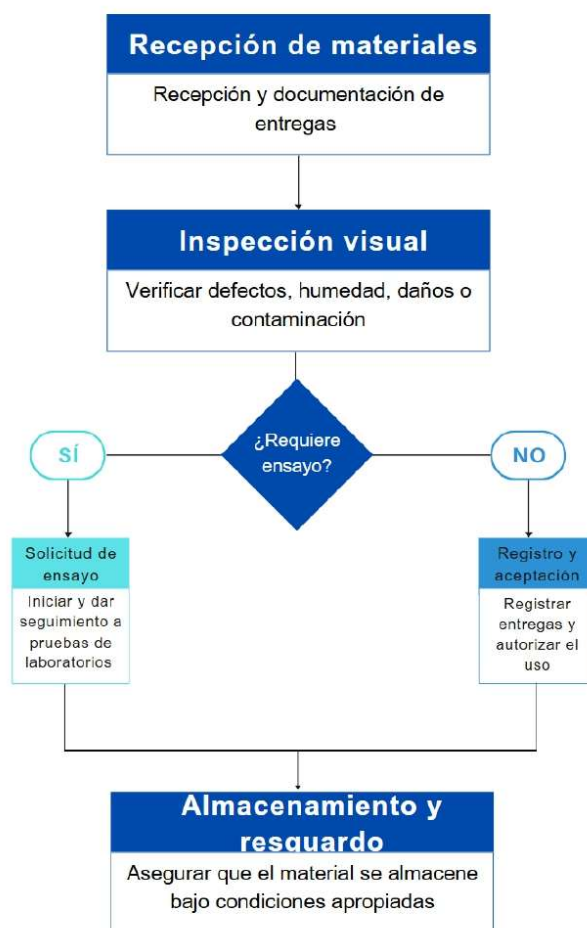 Recepción de materiales
Recepción y documentación de
entregas
Inspección visual
Verificar defectos, humedad, daños o
contaminación
¿Requiere
ensayo?
SÍ
NO
Solicitud de
ensayo
Iniciar y dar
seguimiento a
pruebas de
laboratorios
Registro y
aceptación
Registrar
entregas y
autorizar el
uso
Almacenamiento y
resguardo
Asegurar que el material se almacene
bajo condiciones apropiadas